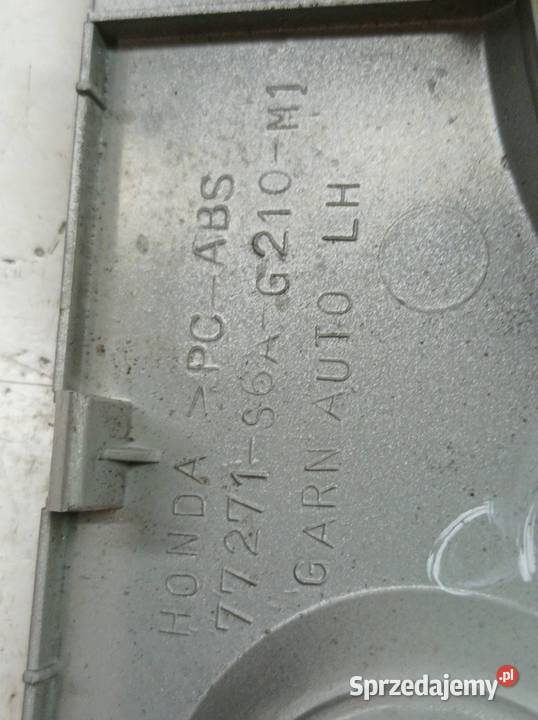 HONDA >PC-ABS
77271-S6A-G210-M1
GARN AUTO LH
Sprzedajemy.pl